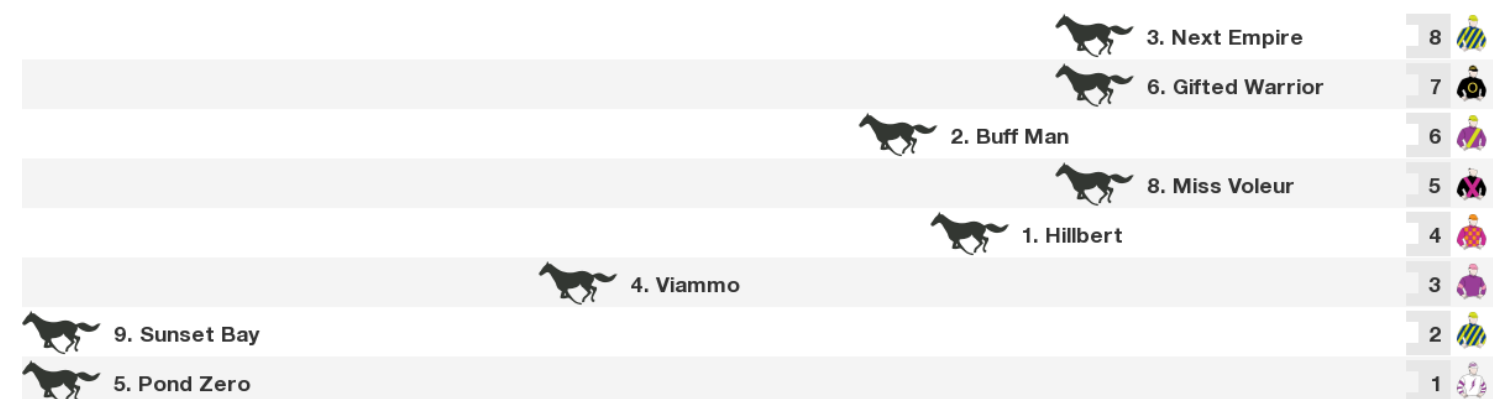 3. Next Empire 8
6. Gifted Warrior 7
2. Buff Man 6
8. Miss Voleur 5
1. Hillbert 4
4. Viammo 3
9. Sunset Bay 2
5. Pond Zero 1